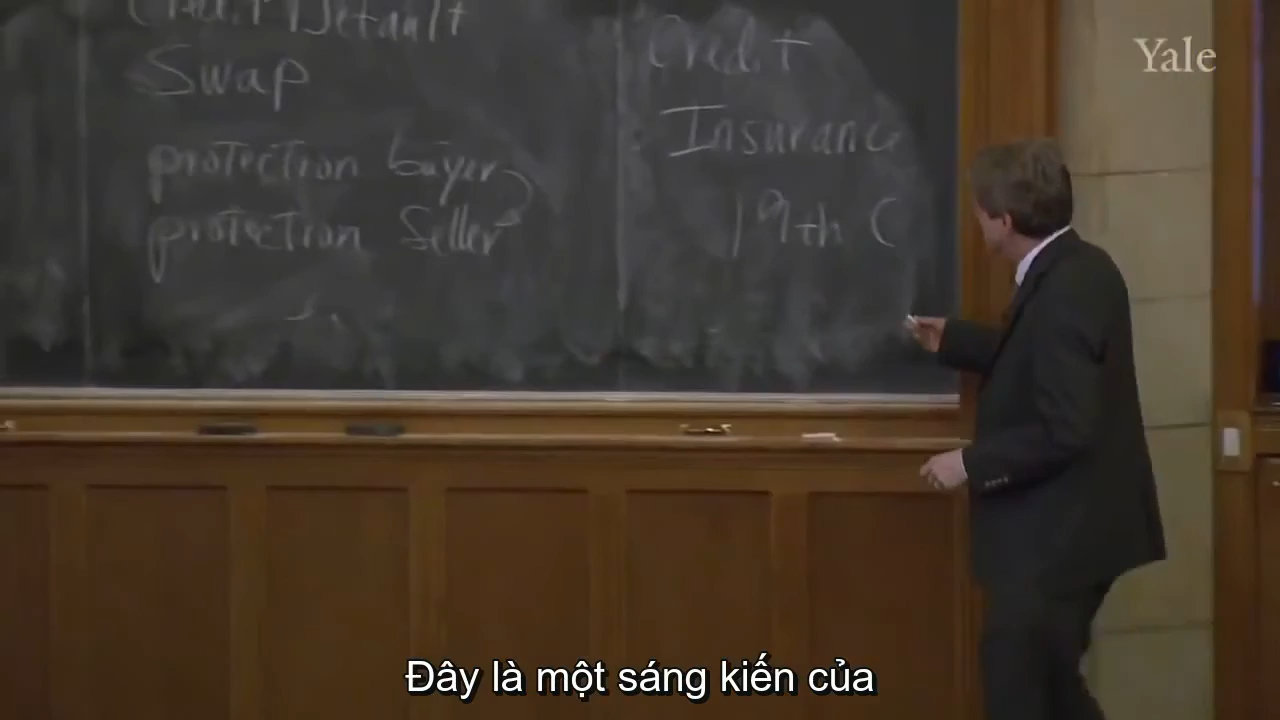 Credit Default
Swap
protection buyer
protection Seller
Credit
Insurance
19th C
Yale
Đây là một sáng kiến của